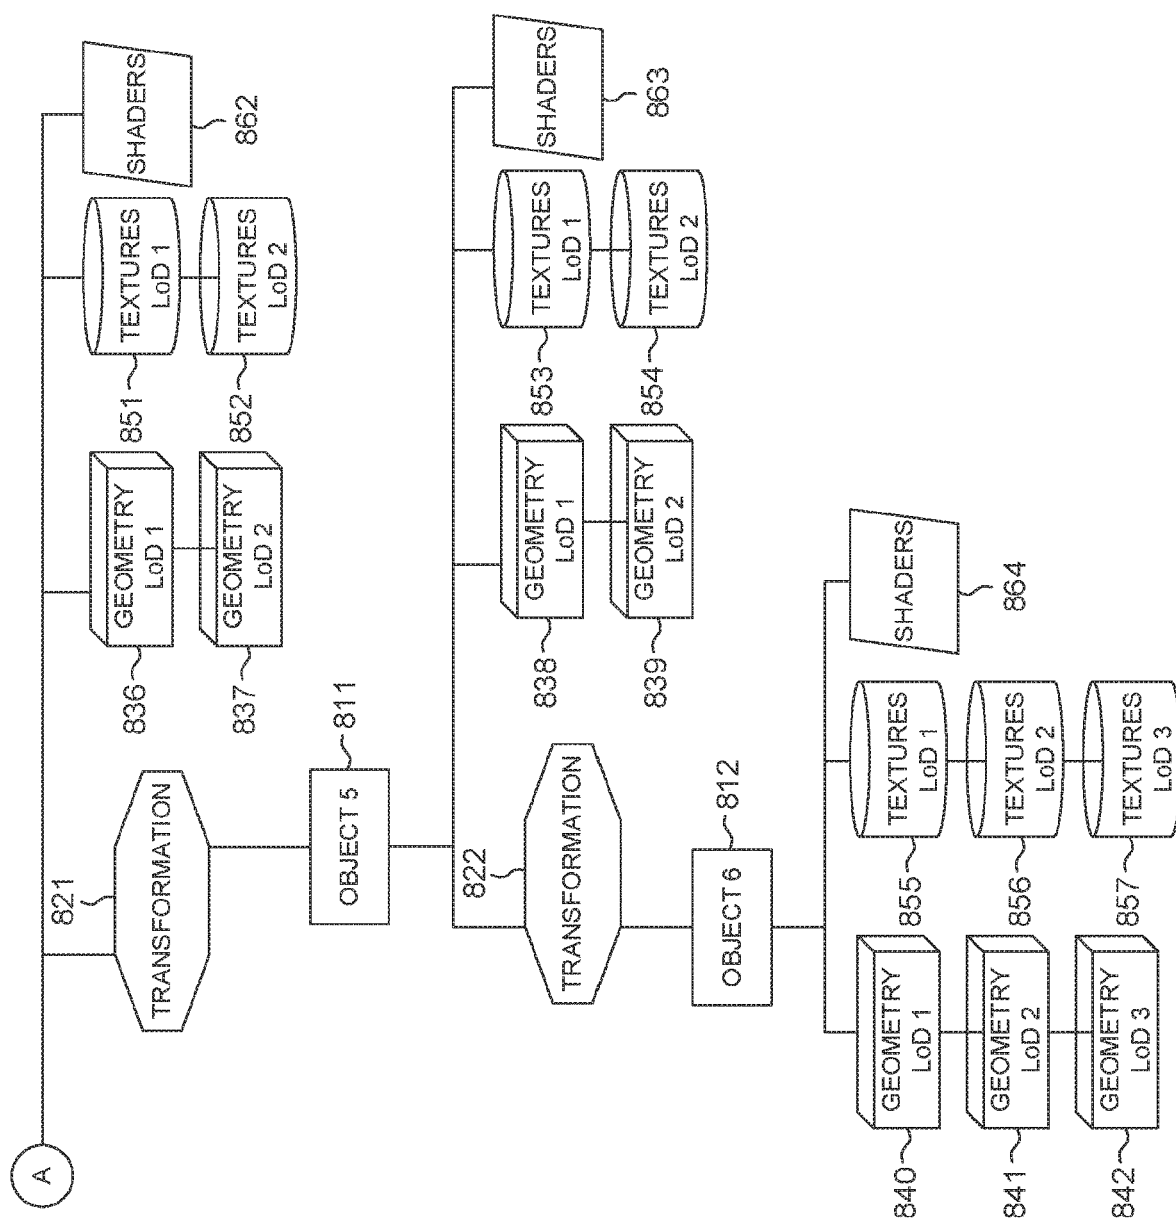 A
821
TRANSFORMATION
836
GEOMETRY
LoD 1
837
GEOMETRY
LoD 2
851
TEXTURES
LoD 1
852
TEXTURES
LoD 2
SHADERS
862
OBJECT 5
811
822
TRANSFORMATION
838
GEOMETRY
LoD 1
839
GEOMETRY
LoD 2
853
TEXTURES
LoD 1
854
TEXTURES
LoD 2
SHADERS
863
OBJECT 6
812
840
GEOMETRY
LoD 1
841
GEOMETRY
LoD 2
842
GEOMETRY
LoD 3
855
TEXTURES
LoD 1
856
TEXTURES
LoD 2
857
TEXTURES
LoD 3
SHADERS
864